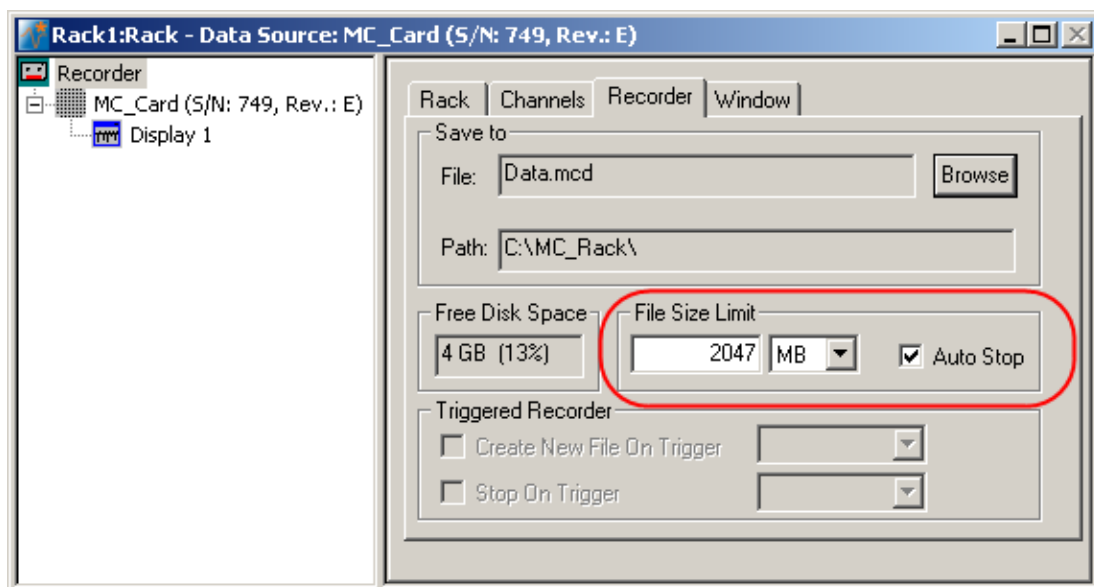 Rack1:Rack - Data Source: MC_Card (S/N: 749, Rev.: E)
Recorder
MC_Card (S/N: 749, Rev.: E)
Display 1
Rack Channels Recorder Window
Save to
File: Data.mcd Browse
Path: C:\MC_Rack\
Free Disk Space File Size Limit
4 GB (13%) 2047 MB Auto Stop
Triggered Recorder
Create New File On Trigger
Stop On Trigger